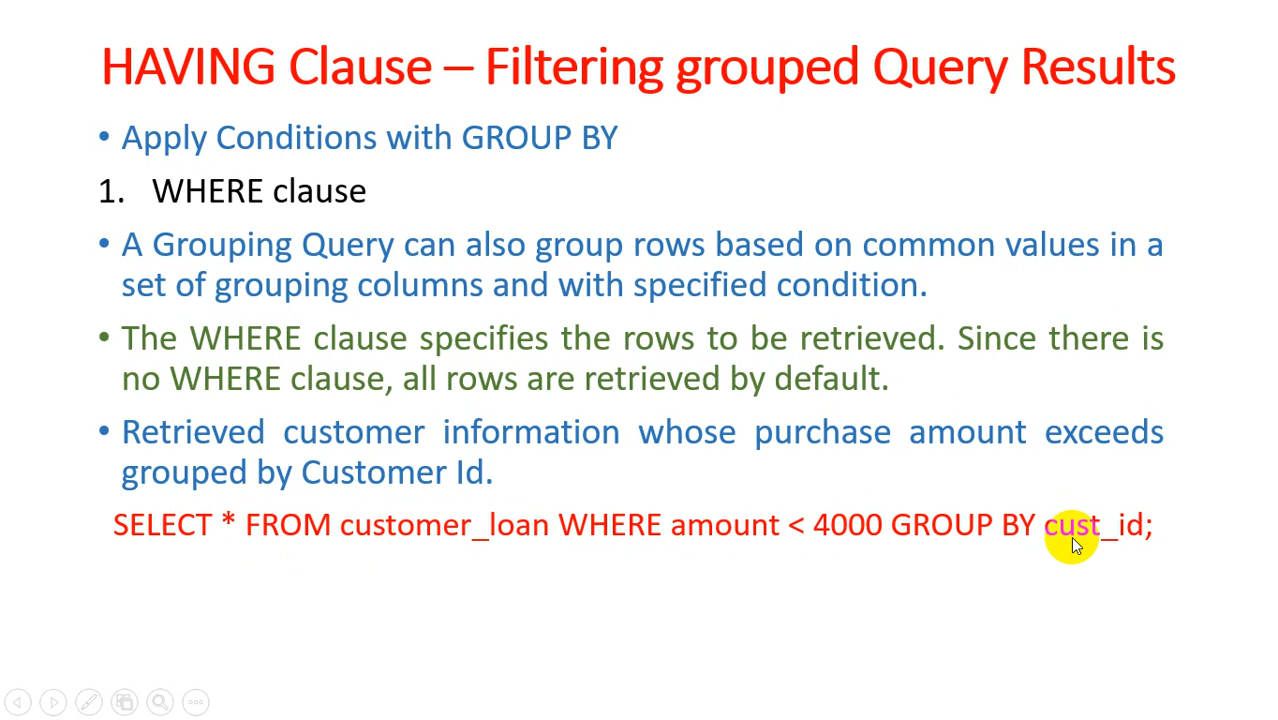 HAVING Clause – Filtering grouped Query Results
• Apply Conditions with GROUP BY
1. WHERE clause
• A Grouping Query can also group rows based on common values in a
set of grouping columns and with specified condition.
• The WHERE clause specifies the rows to be retrieved. Since there is
no WHERE clause, all rows are retrieved by default.
• Retrieved customer information whose purchase amount exceeds
grouped by Customer Id.
SELECT * FROM customer_loan WHERE amount < 4000 GROUP BY cust_id;